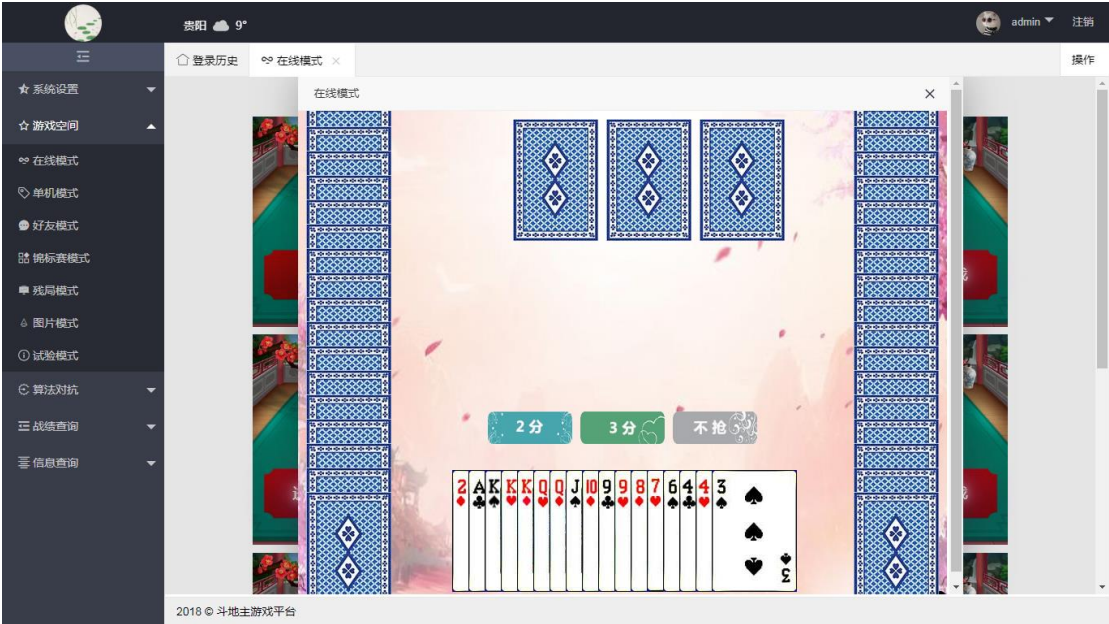 贵阳 9°
admin 注销
登录历史 在线模式 操作
系统设置
游戏空间
在线模式
单机模式
好友模式
锦标赛模式
残局模式
图片模式
试验模式
算法对抗
战绩查询
信息查询
在线模式
2分 3分 不抢
2 A K K K Q Q J 10 9 9 8 7 6 4 4 3
3
2018 © 斗地主游戏平台